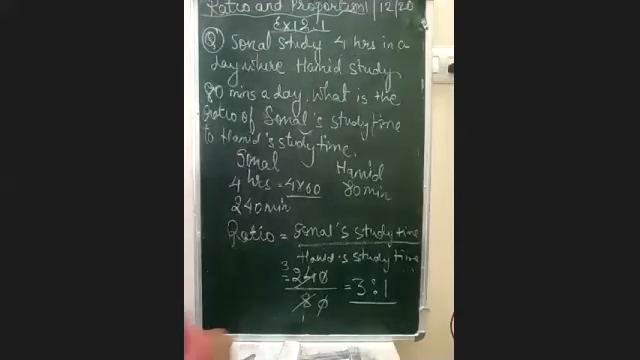 Ratio and Proportion 1/12/20
Ex 12.1
Q. Sonal study 4 hrs in a
day where Hamid study
80 mins a day. What is the
ratio of Sonal's study time
to Hamid's study time.
Sonal Hamid
4 hrs = 4×60 80 min
240 min
Ratio = Sonal's study time
Hamid's study time
= 240 3
80 1
= 3:1